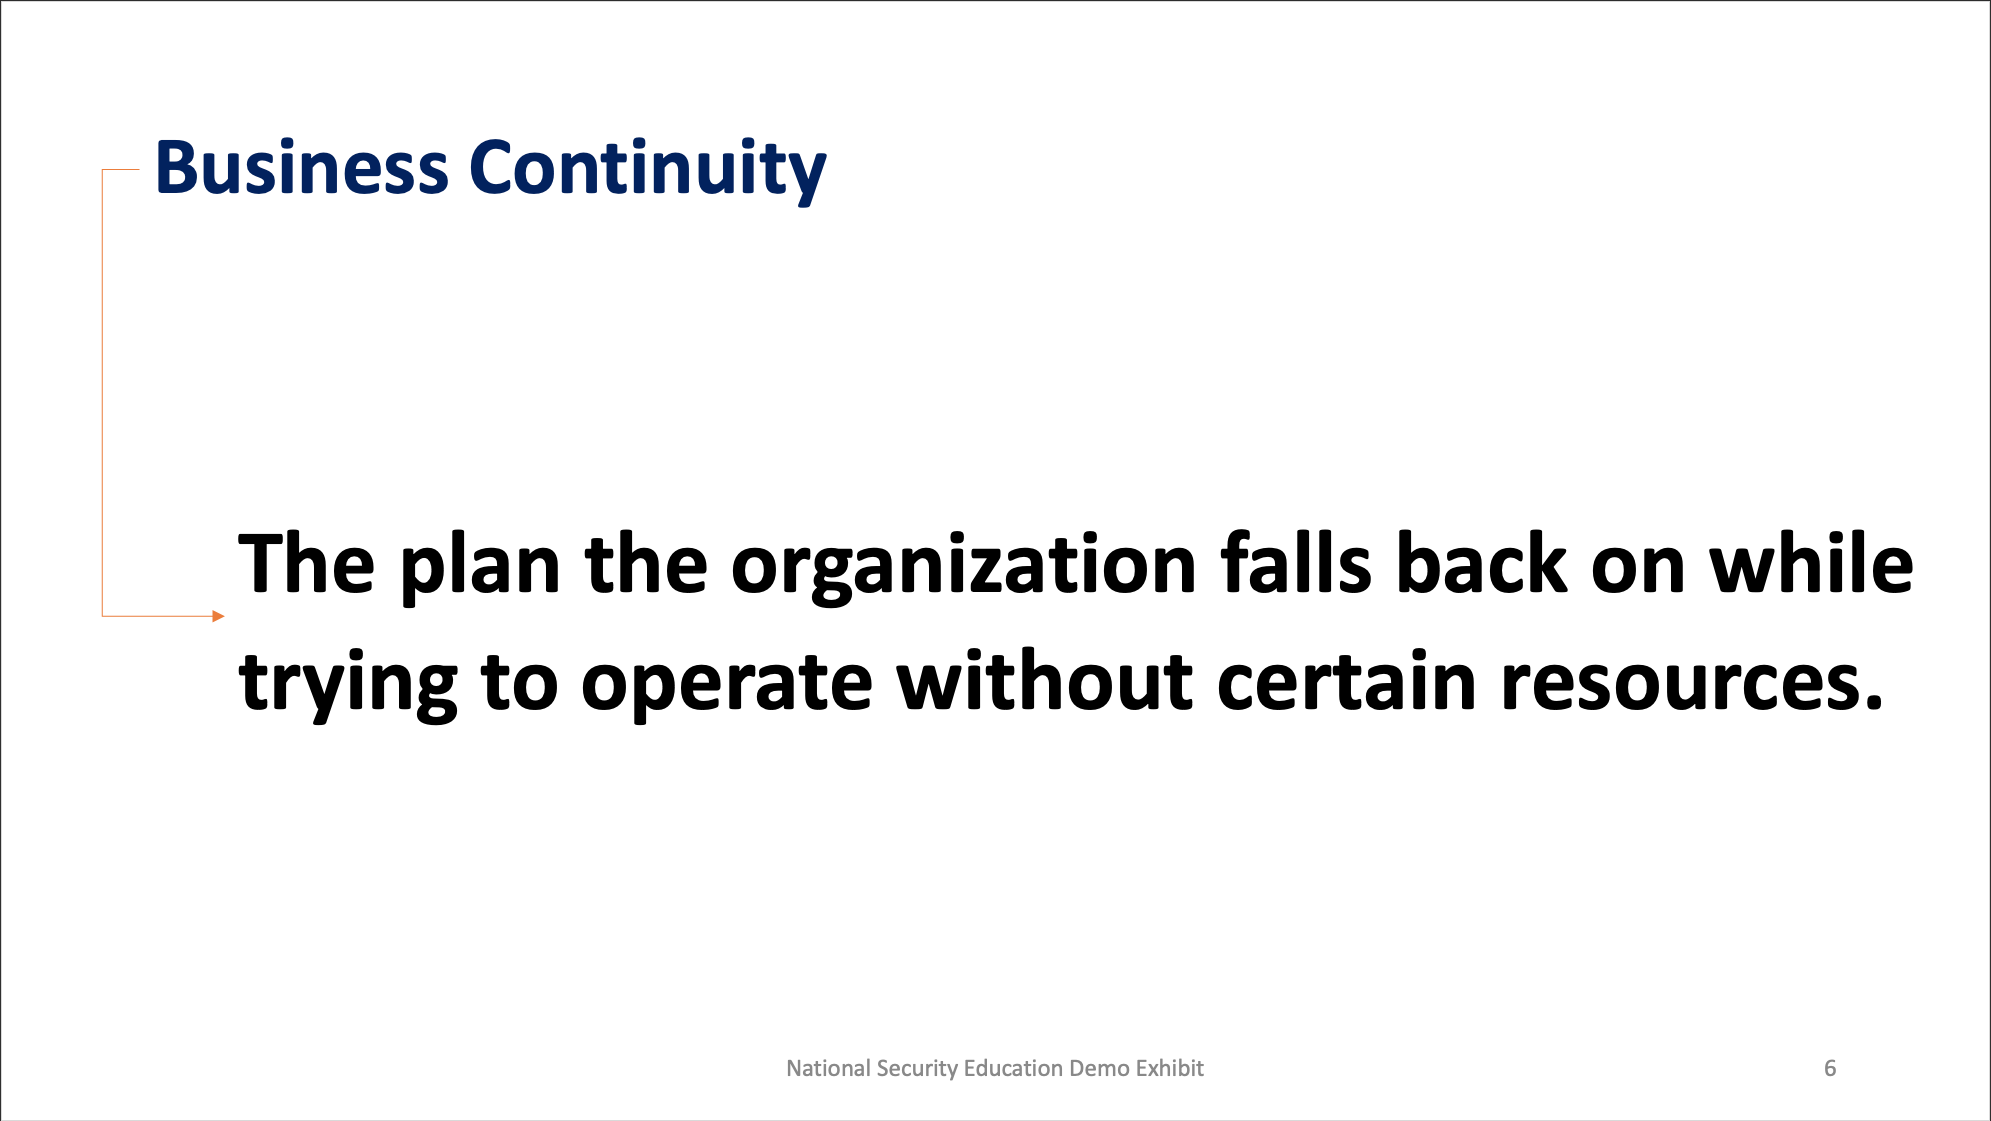 Business Continuity
The plan the organization falls back on while
trying to operate without certain resources.
National Security Education Demo Exhibit
6